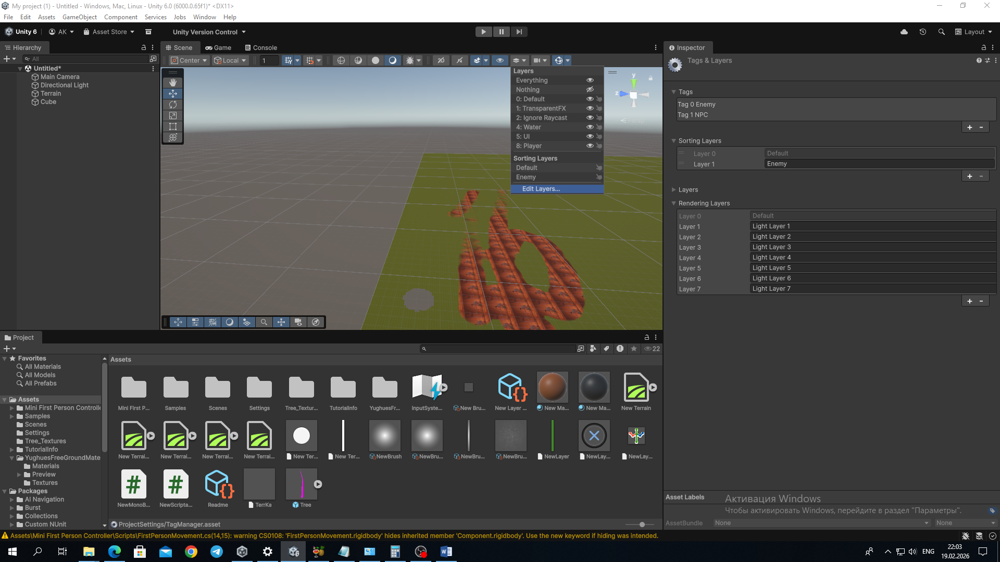 My project (1) - Untitled - Windows, Mac, Linux - Unity 6.0 (6000.0.65f1)* <DX11>
File Edit Assets GameObject Component Services Jobs Window Help
Unity 6 AK Asset Store Unity Version Control Layout
Hierarchy
All
Untitled*
Main Camera
Directional Light
Terrain
Cube
Scene Game Console
Center Local 1 2D
Layers
Everything
Nothing
0: Default
1: TransparentFX
2: Ignore Raycast
4: Water
5: UI
8: Player
Sorting Layers
Default
Enemy
Edit Layers...
y
z
Inspector
Tags & Layers
Tags
Tag 0 Enemy
Tag 1 NPC
Sorting Layers
Layer 0 Default
Layer 1 Enemy
Layers
Rendering Layers
Layer 0 Default
Layer 1 Light Layer 1
Layer 2 Light Layer 2
Layer 3 Light Layer 3
Layer 4 Light Layer 4
Layer 5 Light Layer 5
Layer 6 Light Layer 6
Layer 7 Light Layer 7
Project
22
Favorites
All Materials
All Models
All Prefabs
Assets
Mini First Person Controlle
Samples
Scenes
Settings
Tree_Textures
TutorialInfo
YughuesFreeGroundMate
Materials
Preview
Textures
Packages
AI Navigation
Burst
Collections
Custom NUnit
Assets
Mini First P... Samples Scenes Settings Tree_Textur... TutorialInfo YughuesFr... InputSyste... New Bru... New Layer ... New Ma... New Ma... New Terrain
New Terrai... New Terrai... New Terrai... New Terrai... New Ter... New Ter... NewBrush NewBru... NewBru... NewBru... NewLayer NewLay... NewLay...
NewMonoB... NewScripta... Readme TerrKa Tree
ProjectSettings/TagManager.asset
Asset Labels
Активация Windows
Чтобы активировать Windows, перейдите в раздел "Параметры".
AssetBundle None None
Assets\Mini First Person Controller\Scripts\FirstPersonMovement.cs(14,15): warning CS0108: 'FirstPersonMovement.rigidbody' hides inherited member 'Component.rigidbody'. Use the new keyword if hiding was intended.
ENG
22:03
19.02.2026